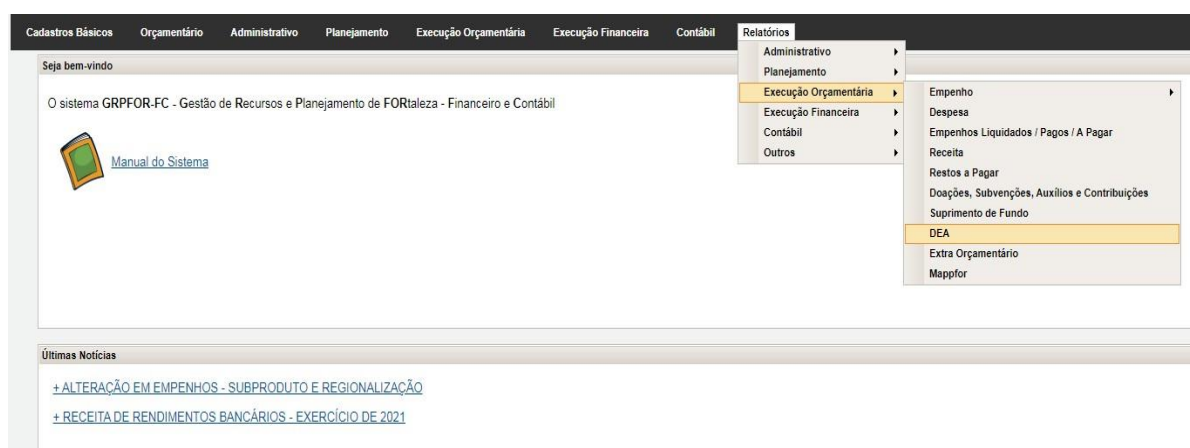 Cadastros Básicos Orçamentário Administrativo Planejamento Execução Orçamentária Execução Financeira Contábil Relatórios
Seja bem-vindo
O sistema GRPFOR-FC - Gestão de Recursos e Planejamento de FORtaleza - Financeiro e Contábil
Manual do Sistema
Administrativo
Planejamento
Execução Orçamentária
Execução Financeira
Contábil
Outros
Empenho
Despesa
Empenhos Liquidados / Pagos / A Pagar
Receita
Restos a Pagar
Doações, Subvenções, Auxílios e Contribuições
Suprimento de Fundo
DEA
Extra Orçamentário
Mappfor
Últimas Notícias
+ ALTERAÇÃO EM EMPENHOS - SUBPRODUTO E REGIONALIZAÇÃO
+ RECEITA DE RENDIMENTOS BANCÁRIOS - EXERCÍCIO DE 2021